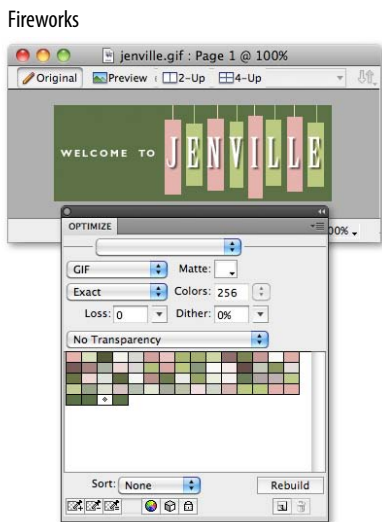 Fireworks
jenville.gif : Page 1 @ 100%
Original Preview 2-Up 4-Up
WELCOME TO JENVILLE
00%
OPTIMIZE
GIF Matte:
Exact Colors: 256
Loss: 0 Dither: 0%
No Transparency
Sort: None Rebuild